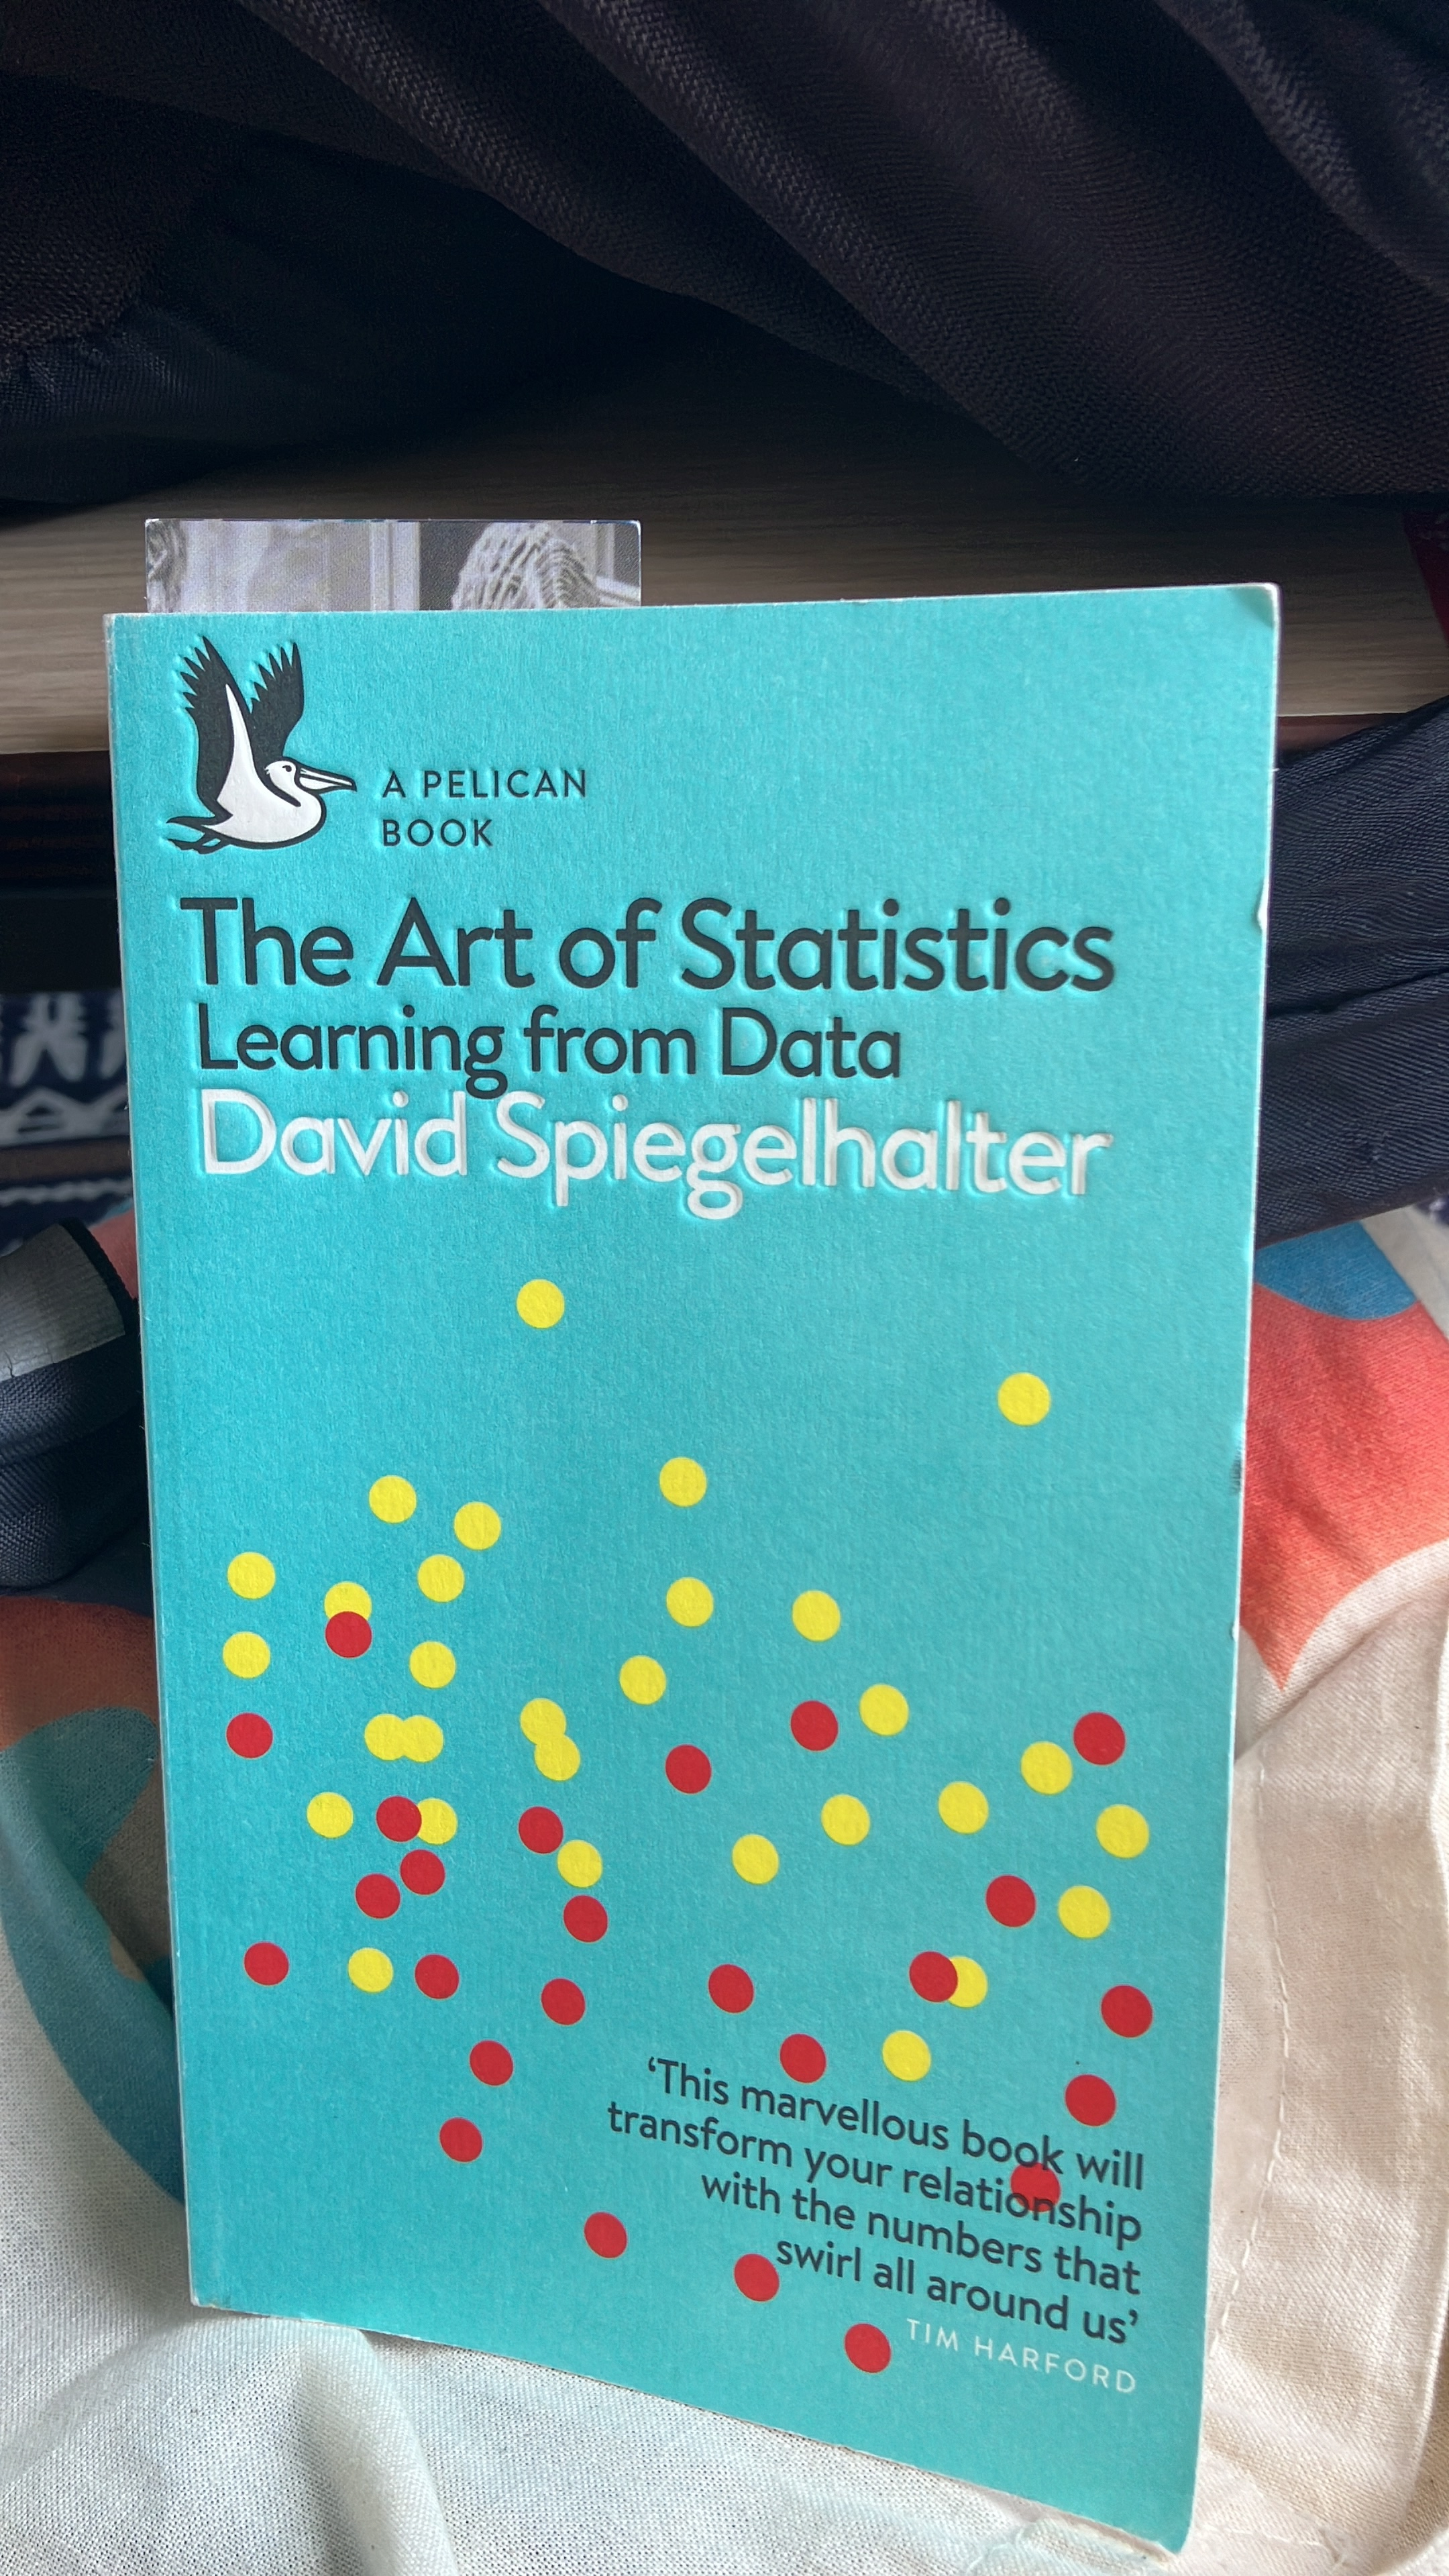 A PELICAN
BOOK
The Art of Statistics
Learning from Data
David Spiegelhalter
‘This marvellous book will
transform your relationship
with the numbers that
swirl all around us’
TIM HARFORD